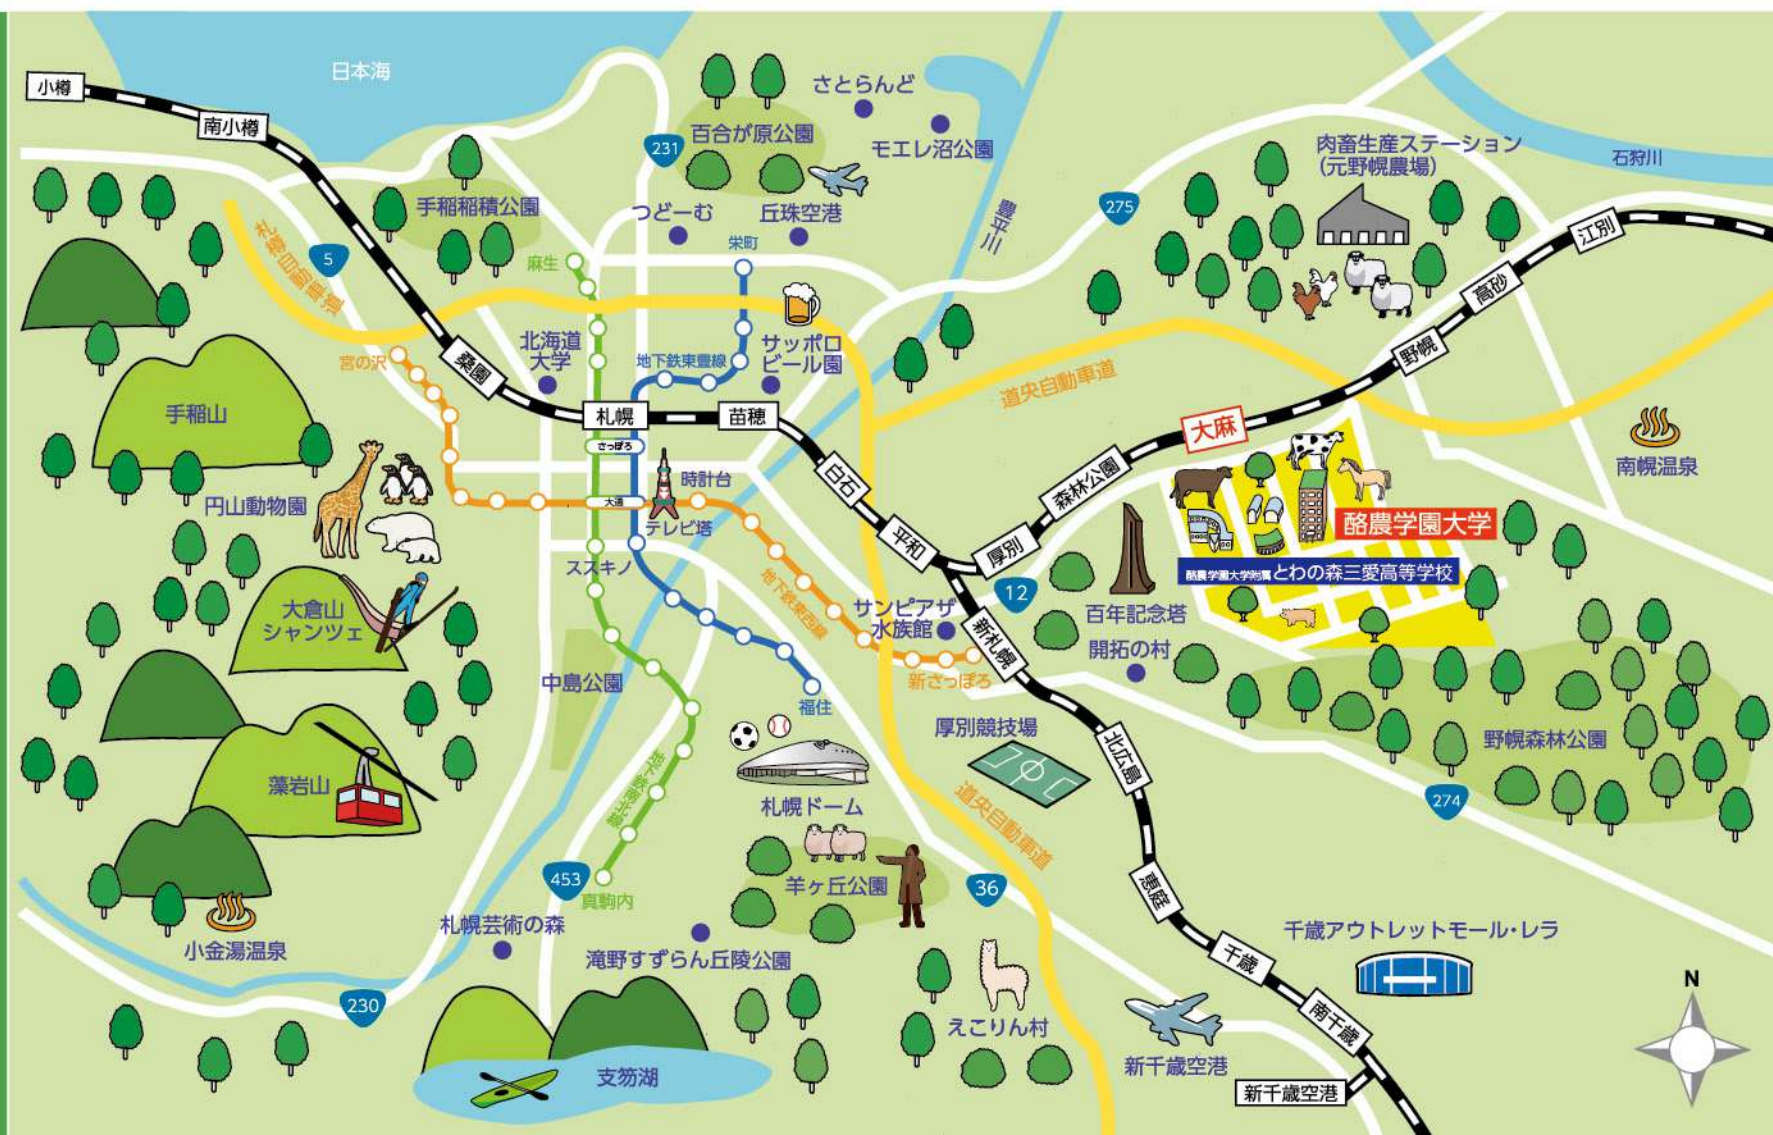 日本海
小樽
南小樽
231
百合が原公園
さとらんど
モエレ沼公園
肉畜生産ステーション
(元野幌農場)
石狩川
手稲稲積公園
つどーむ
丘珠空港
豊平川
275
札樽自動車道
5
麻生
栄町
江別
高砂
野幌
宮の沢
桑園
北海道
大学
地下鉄東豊線
サッポロ
ビール園
道央自動車道
手稲山
札幌
苗穂
大麻
さっぽろ
白石
森林公園
南幌温泉
円山動物園
大通
時計台
テレビ塔
平和
厚別
酪農学園大学
酪農学園大学附属 とわの森三愛高等学校
ススキノ
地下鉄東西線
大倉山
シャンツェ
サンピアザ
水族館
12
新札幌
百年記念塔
開拓の村
中島公園
新さっぽろ
福住
厚別競技場
北広島
野幌森林公園
藻岩山
地下鉄南北線
札幌ドーム
道央自動車道
274
453
真駒内
羊ヶ丘公園
36
恵庭
小金湯温泉
札幌芸術の森
滝野すずらん丘陵公園
千歳アウトレットモール・レラ
千歳
230
えこりん村
南千歳
N
支笏湖
新千歳空港
新千歳空港